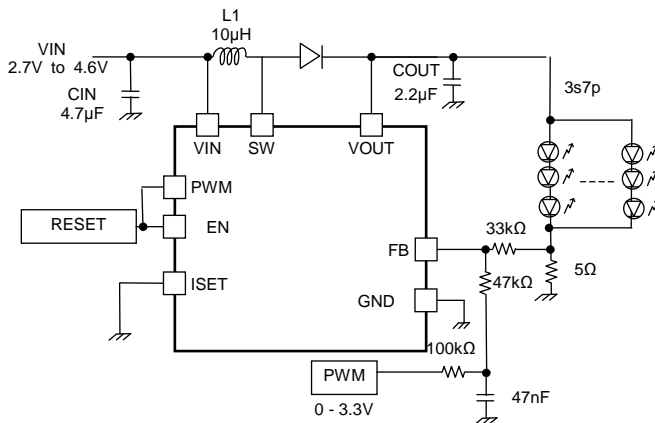 L1
10µH
VIN
2.7V to 4.6V
CIN
4.7µF
COUT
2.2µF
3s7p
VIN
SW
VOUT
PWM
RESET
EN
FB
33kΩ
ISET
47kΩ
5Ω
GND
100kΩ
PWM
47nF
0 - 3.3V